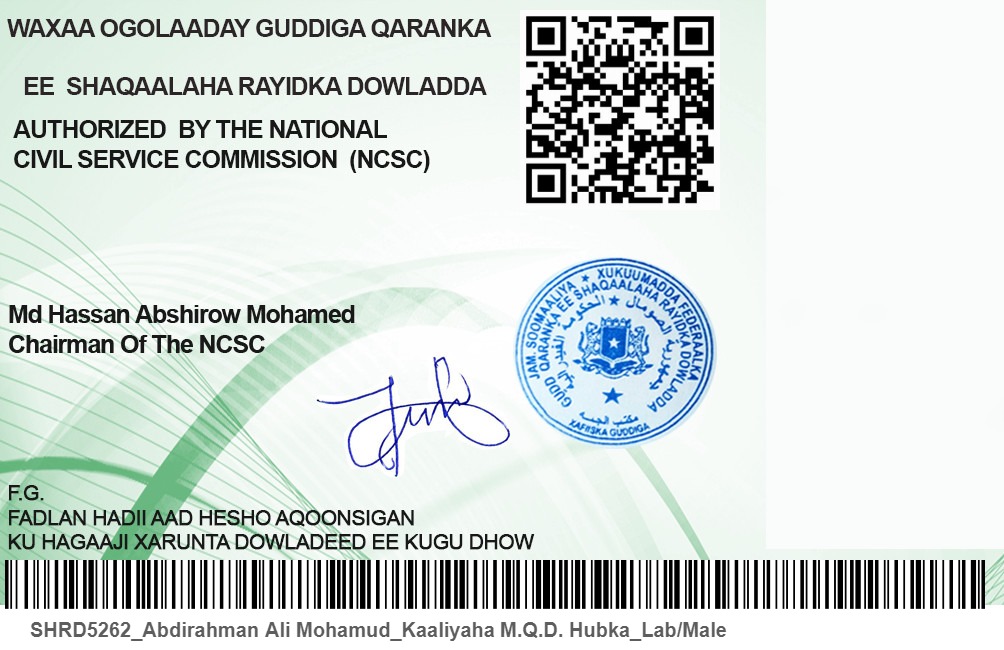 WAXAA OGOLAADAY GUDDIGA QARANKA
EE SHAQAALAHA RAYIDKA DOWLADDA
AUTHORIZED BY THE NATIONAL
CIVIL SERVICE COMMISSION (NCSC)
Md Hassan Abshirow Mohamed
Chairman Of The NCSC
JAM. SOOMAALIYA ★ XUKUUMADDA FEDERAALKA
GUDD QARANKA EE SHAQAALAHA RAYIDKA DOWLADDA
XAFIISKA GUDDIGA
F.G.
FADLAN HADII AAD HESHO AQOONSIGAN
KU HAGAAJI XARUNTA DOWLADEED EE KUGU DHOW
SHRD5262_Abdirahman Ali Mohamud_Kaaliyaha M.Q.D. Hubka_Lab/Male